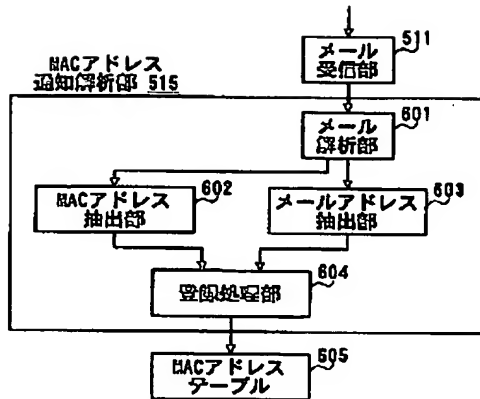 511
メール
受信部
MACアドレス
通知解析部 515
601
メール
解析部
602
MACアドレス
抽出部
603
メールアドレス
抽出部
604
登録処理部
605
MACアドレス
テーブル